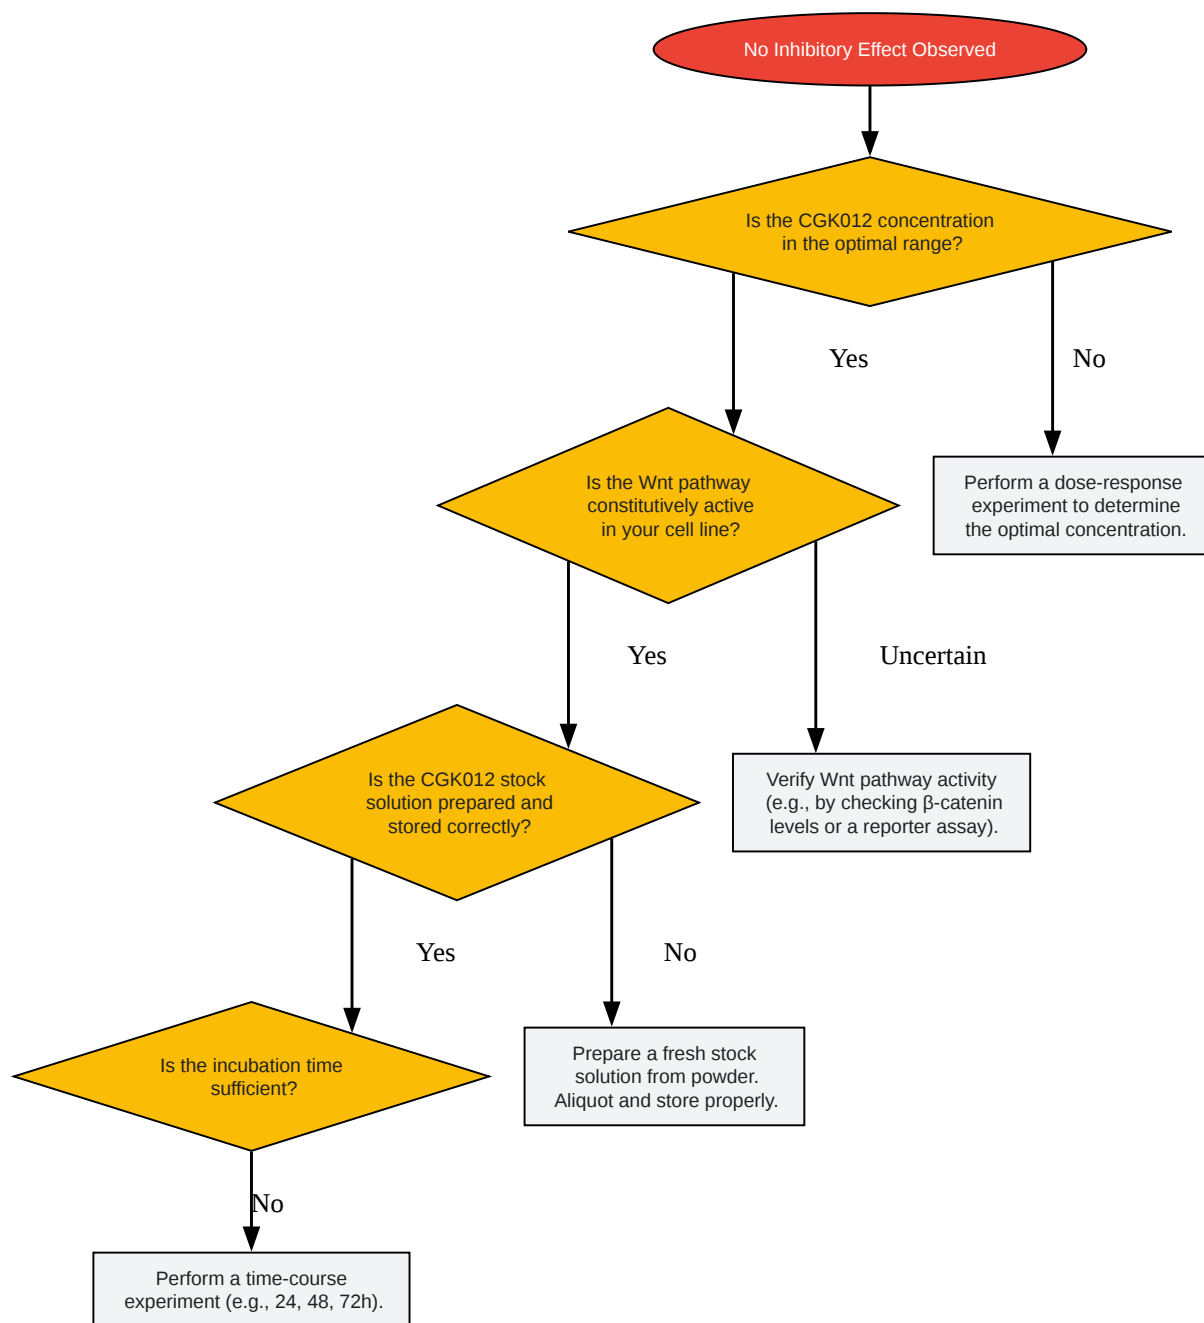 No Inhibitory Effect Observed
Is the CGK012 concentration
in the optimal range?
Yes
No
Is the Wnt pathway
constitutively active
in your cell line?
Perform a dose-response
experiment to determine
the optimal concentration.
Yes
Uncertain
Is the CGK012 stock
solution prepared and
stored correctly?
Verify Wnt pathway activity
(e.g., by checking β-catenin
levels or a reporter assay).
Yes
No
Is the incubation time
sufficient?
Prepare a fresh stock
solution from powder.
Aliquot and store properly.
No
Perform a time-course
experiment (e.g., 24, 48, 72h).